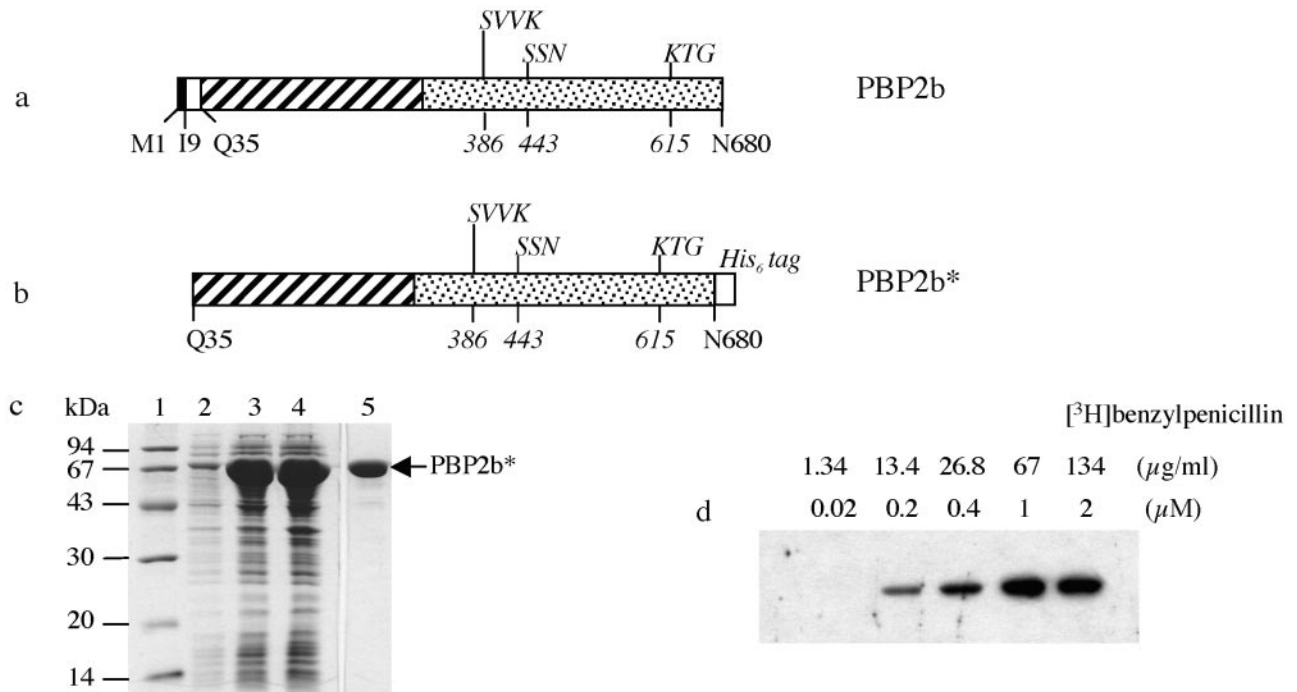 SVVK
SSN KTG
a PBP2b
M1 I9 Q35 386 443 615 N680
SVVK
SSN KTG His₆ tag
b PBP2b*
Q35 386 443 615 N680
c kDa 1 2 3 4 5
94
67
43
30
20
14
PBP2b*
[³H]benzylpenicillin
1.34 13.4 26.8 67 134 (µg/ml)
d 0.02 0.2 0.4 1 2 (µM)